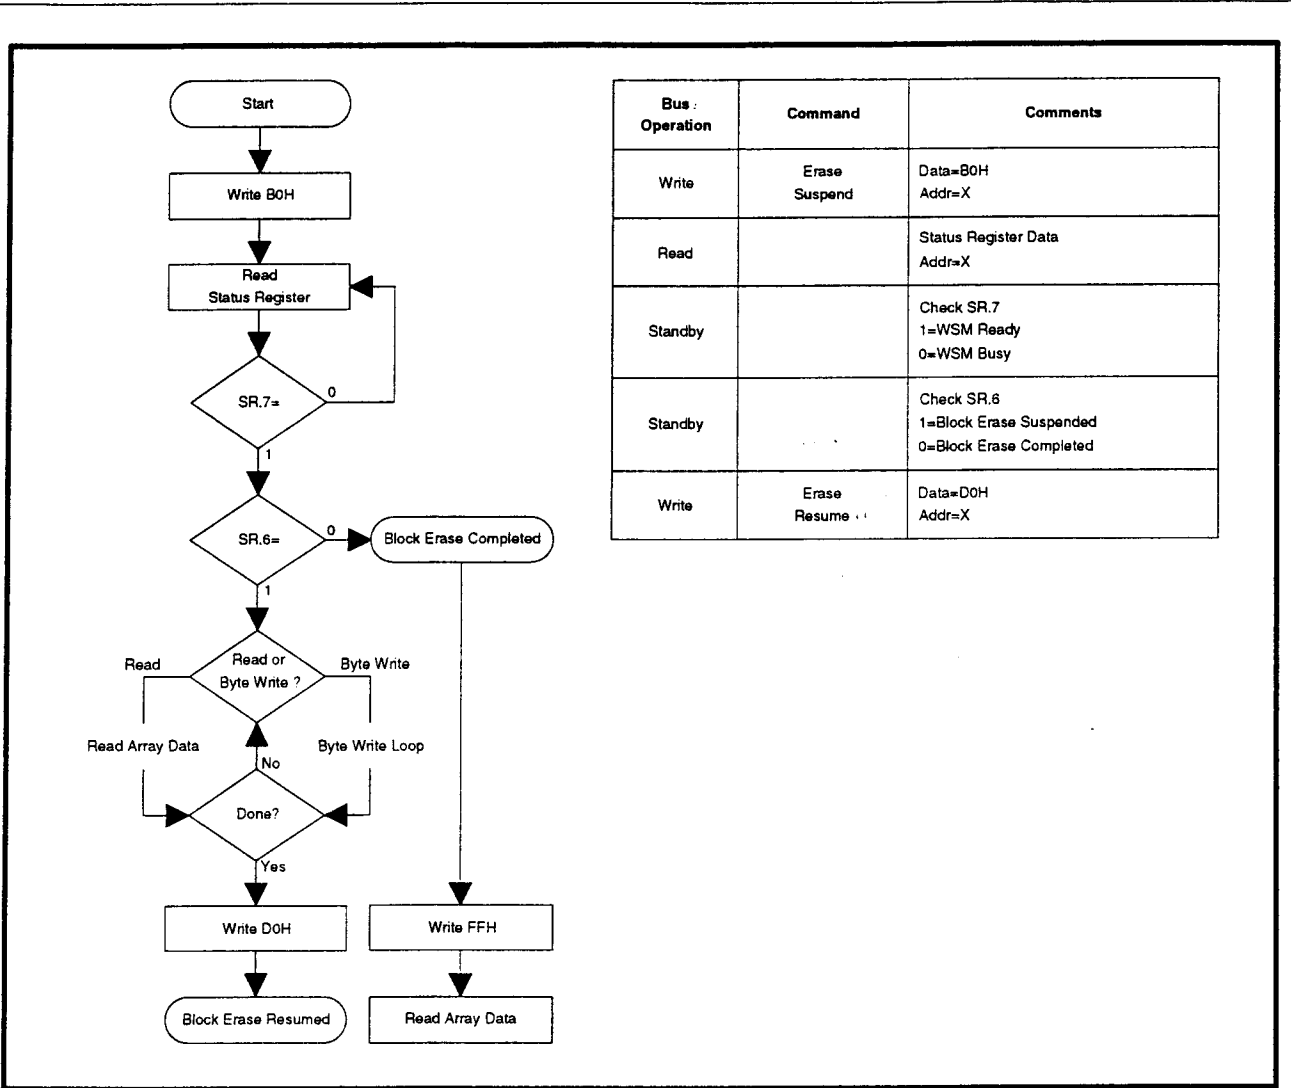 Start
Write B0H
Read
Status Register
SR.7=
0
1
SR.6=
0
Block Erase Completed
1
Read
Read or
Byte Write ?
Byte Write
Read Array Data
Byte Write Loop
No
Done?
Yes
Write D0H
Write FFH
Block Erase Resumed
Read Array Data
Bus
Operation
Command
Comments
Write
Erase
Suspend
Data=B0H
Addr=X
Read
Status Register Data
Addr=X
Standby
Check SR.7
1=WSM Ready
0=WSM Busy
Standby
Check SR.6
1=Block Erase Suspended
0=Block Erase Completed
Write
Erase
Resume
Data=D0H
Addr=X